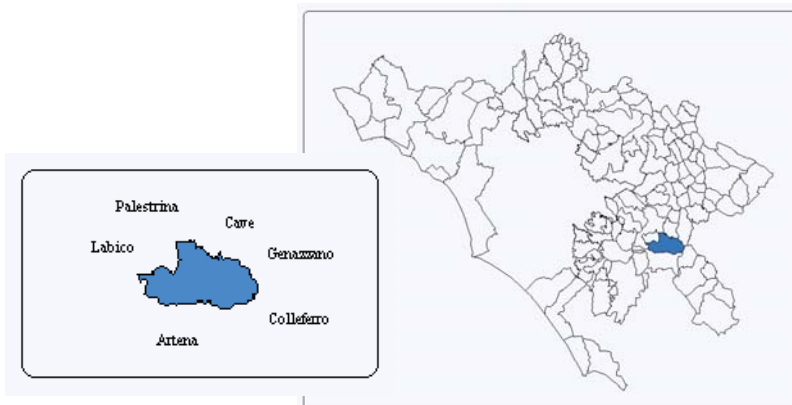 Palestrina
Cave
Labico
Genazzano
Colleferro
Artena